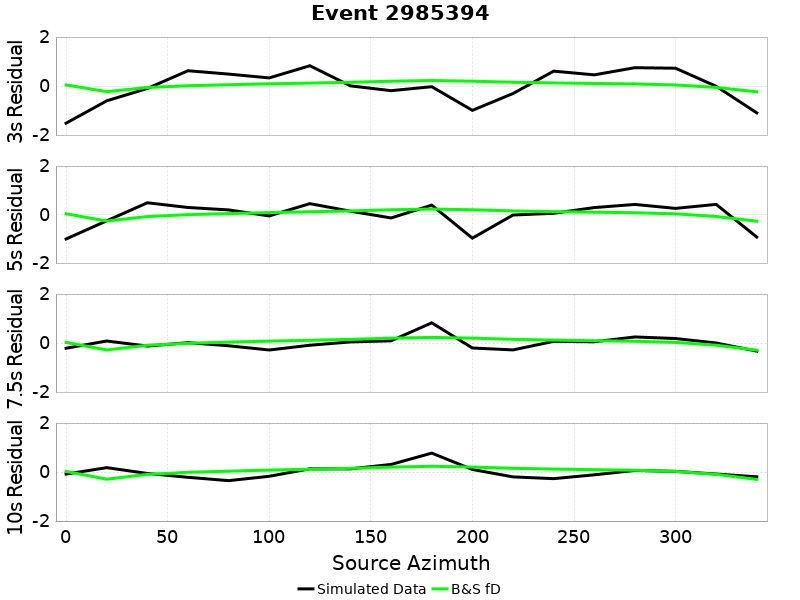 Event 2985394
3s Residual
2
0
-2
5s Residual
2
0
-2
7.5s Residual
2
0
-2
10s Residual
2
0
-2
0 50 100 150 200 250 300
Source Azimuth
Simulated Data B&S fD